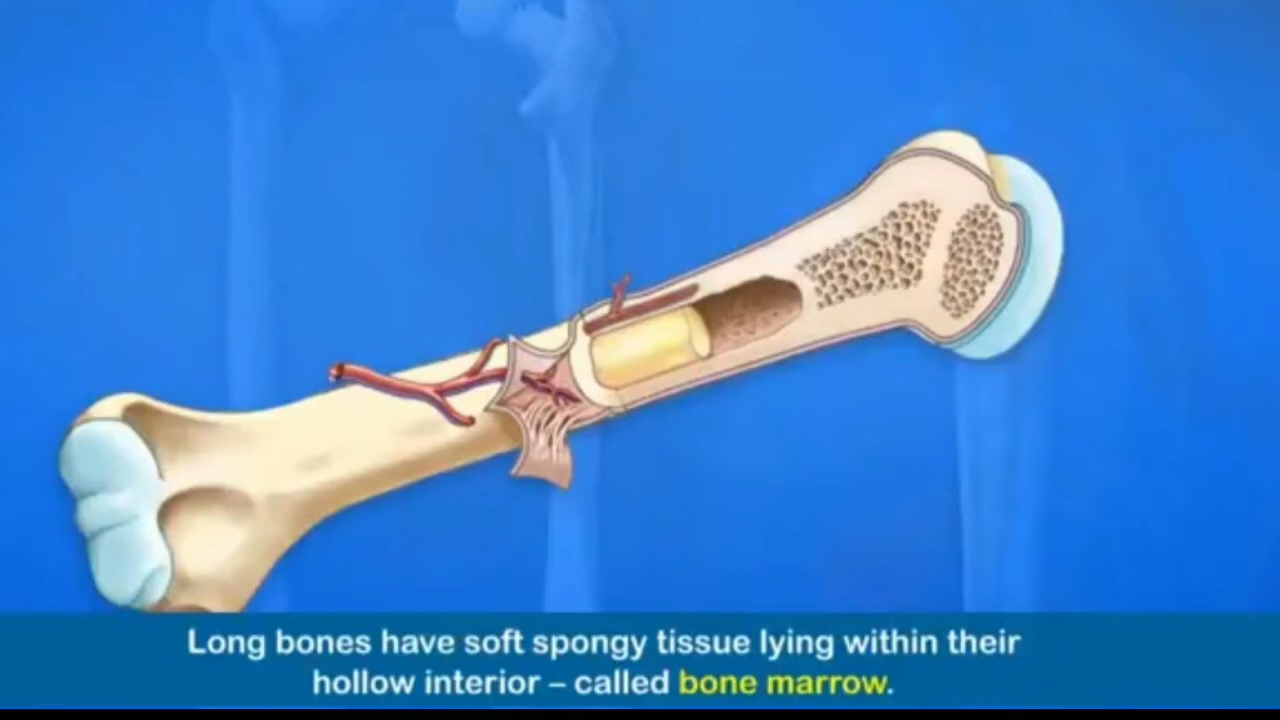 Long bones have soft spongy tissue lying within their
hollow interior – called bone marrow.